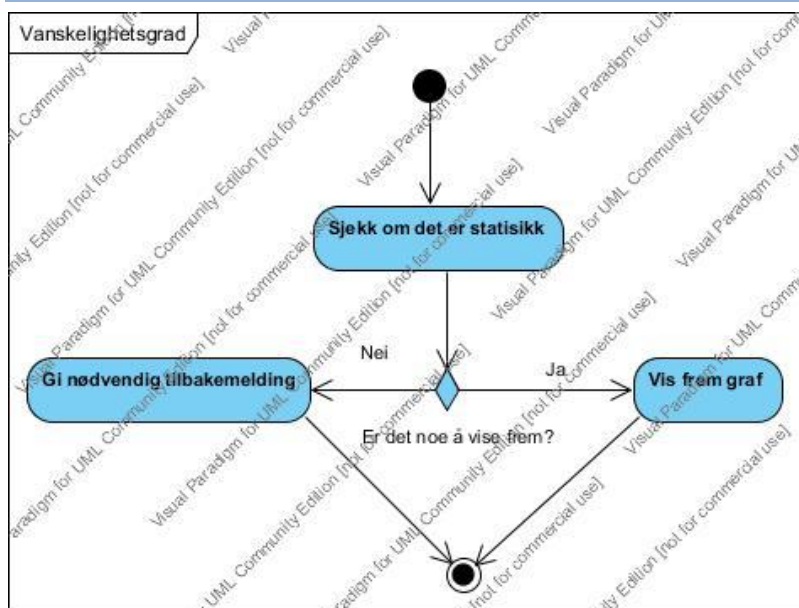 Vanskelighetsgrad
Sjekk om det er statisikk
Nei
Ja
Gi nødvendig tilbakemelding
Vis frem graf
Er det noe å vise frem?
Visual Paradigm for UML Community Edition [not for commercial use]